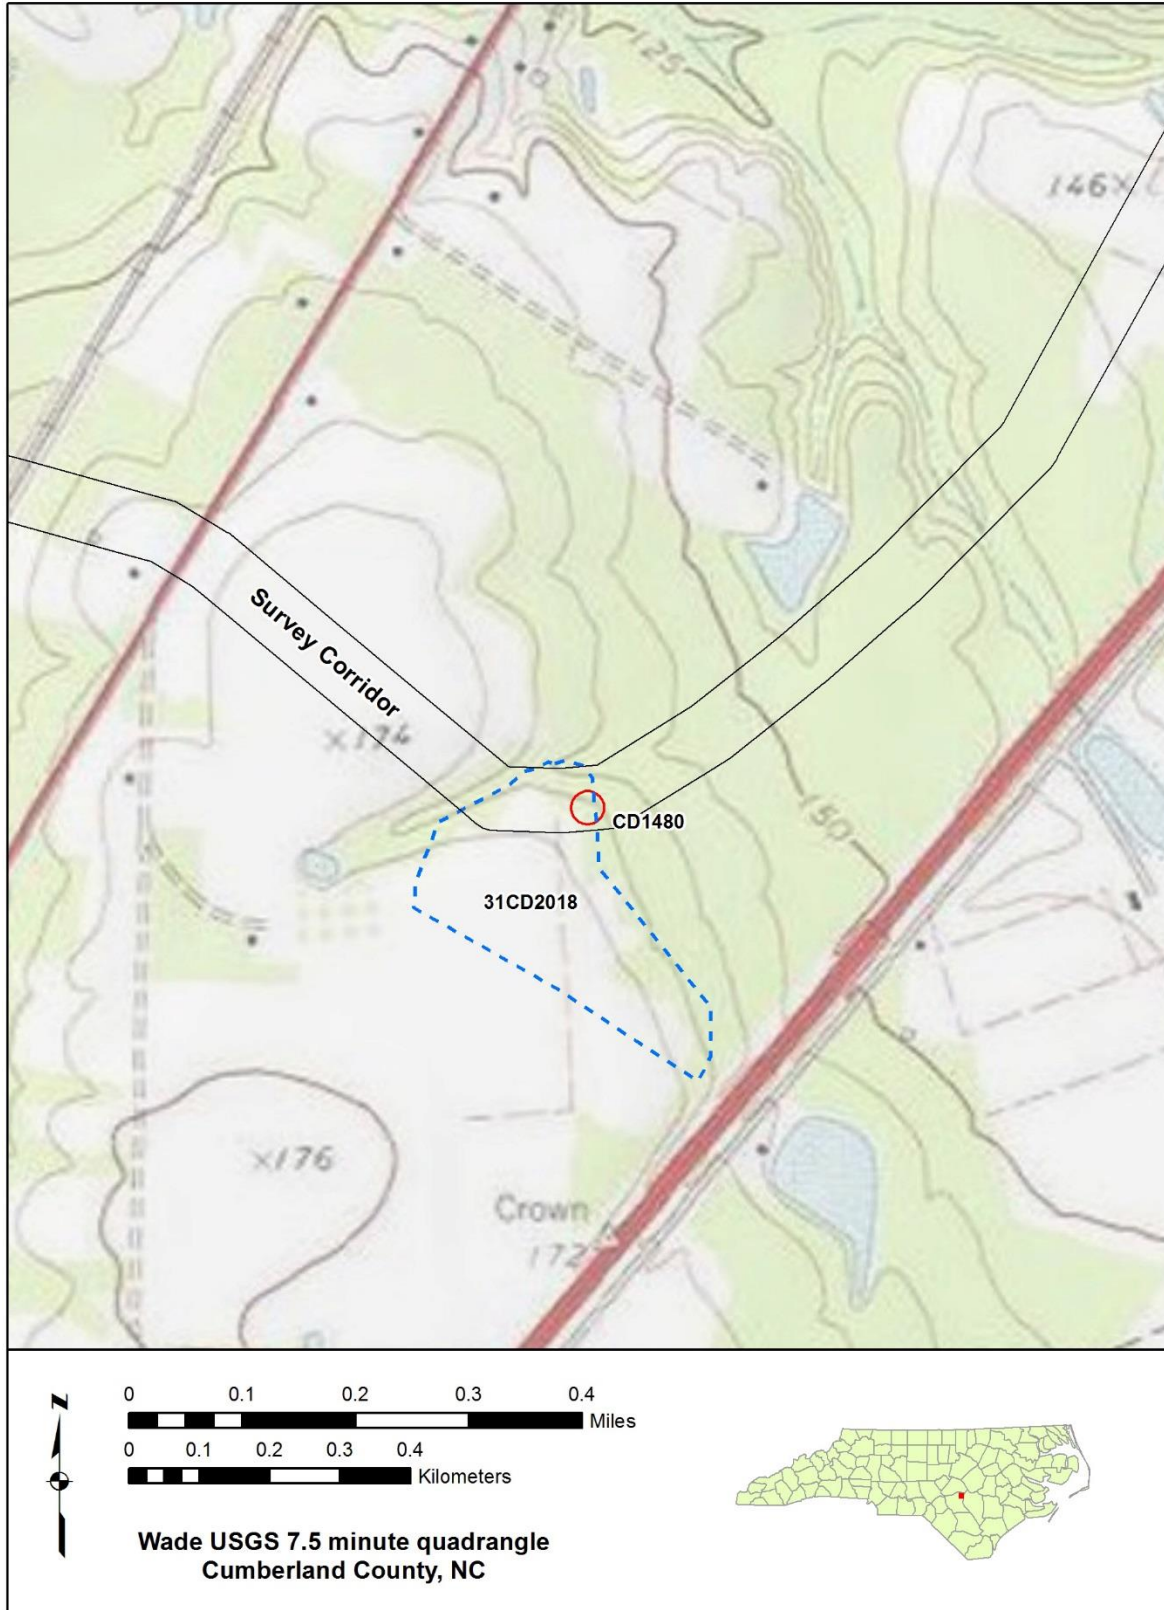 125
146×
Survey Corridor
×174
CD1480
150
31CD2018
×176
Crown
172
N
0 0.1 0.2 0.3 0.4
Miles
0 0.1 0.2 0.3 0.4
Kilometers
Wade USGS 7.5 minute quadrangle
Cumberland County, NC